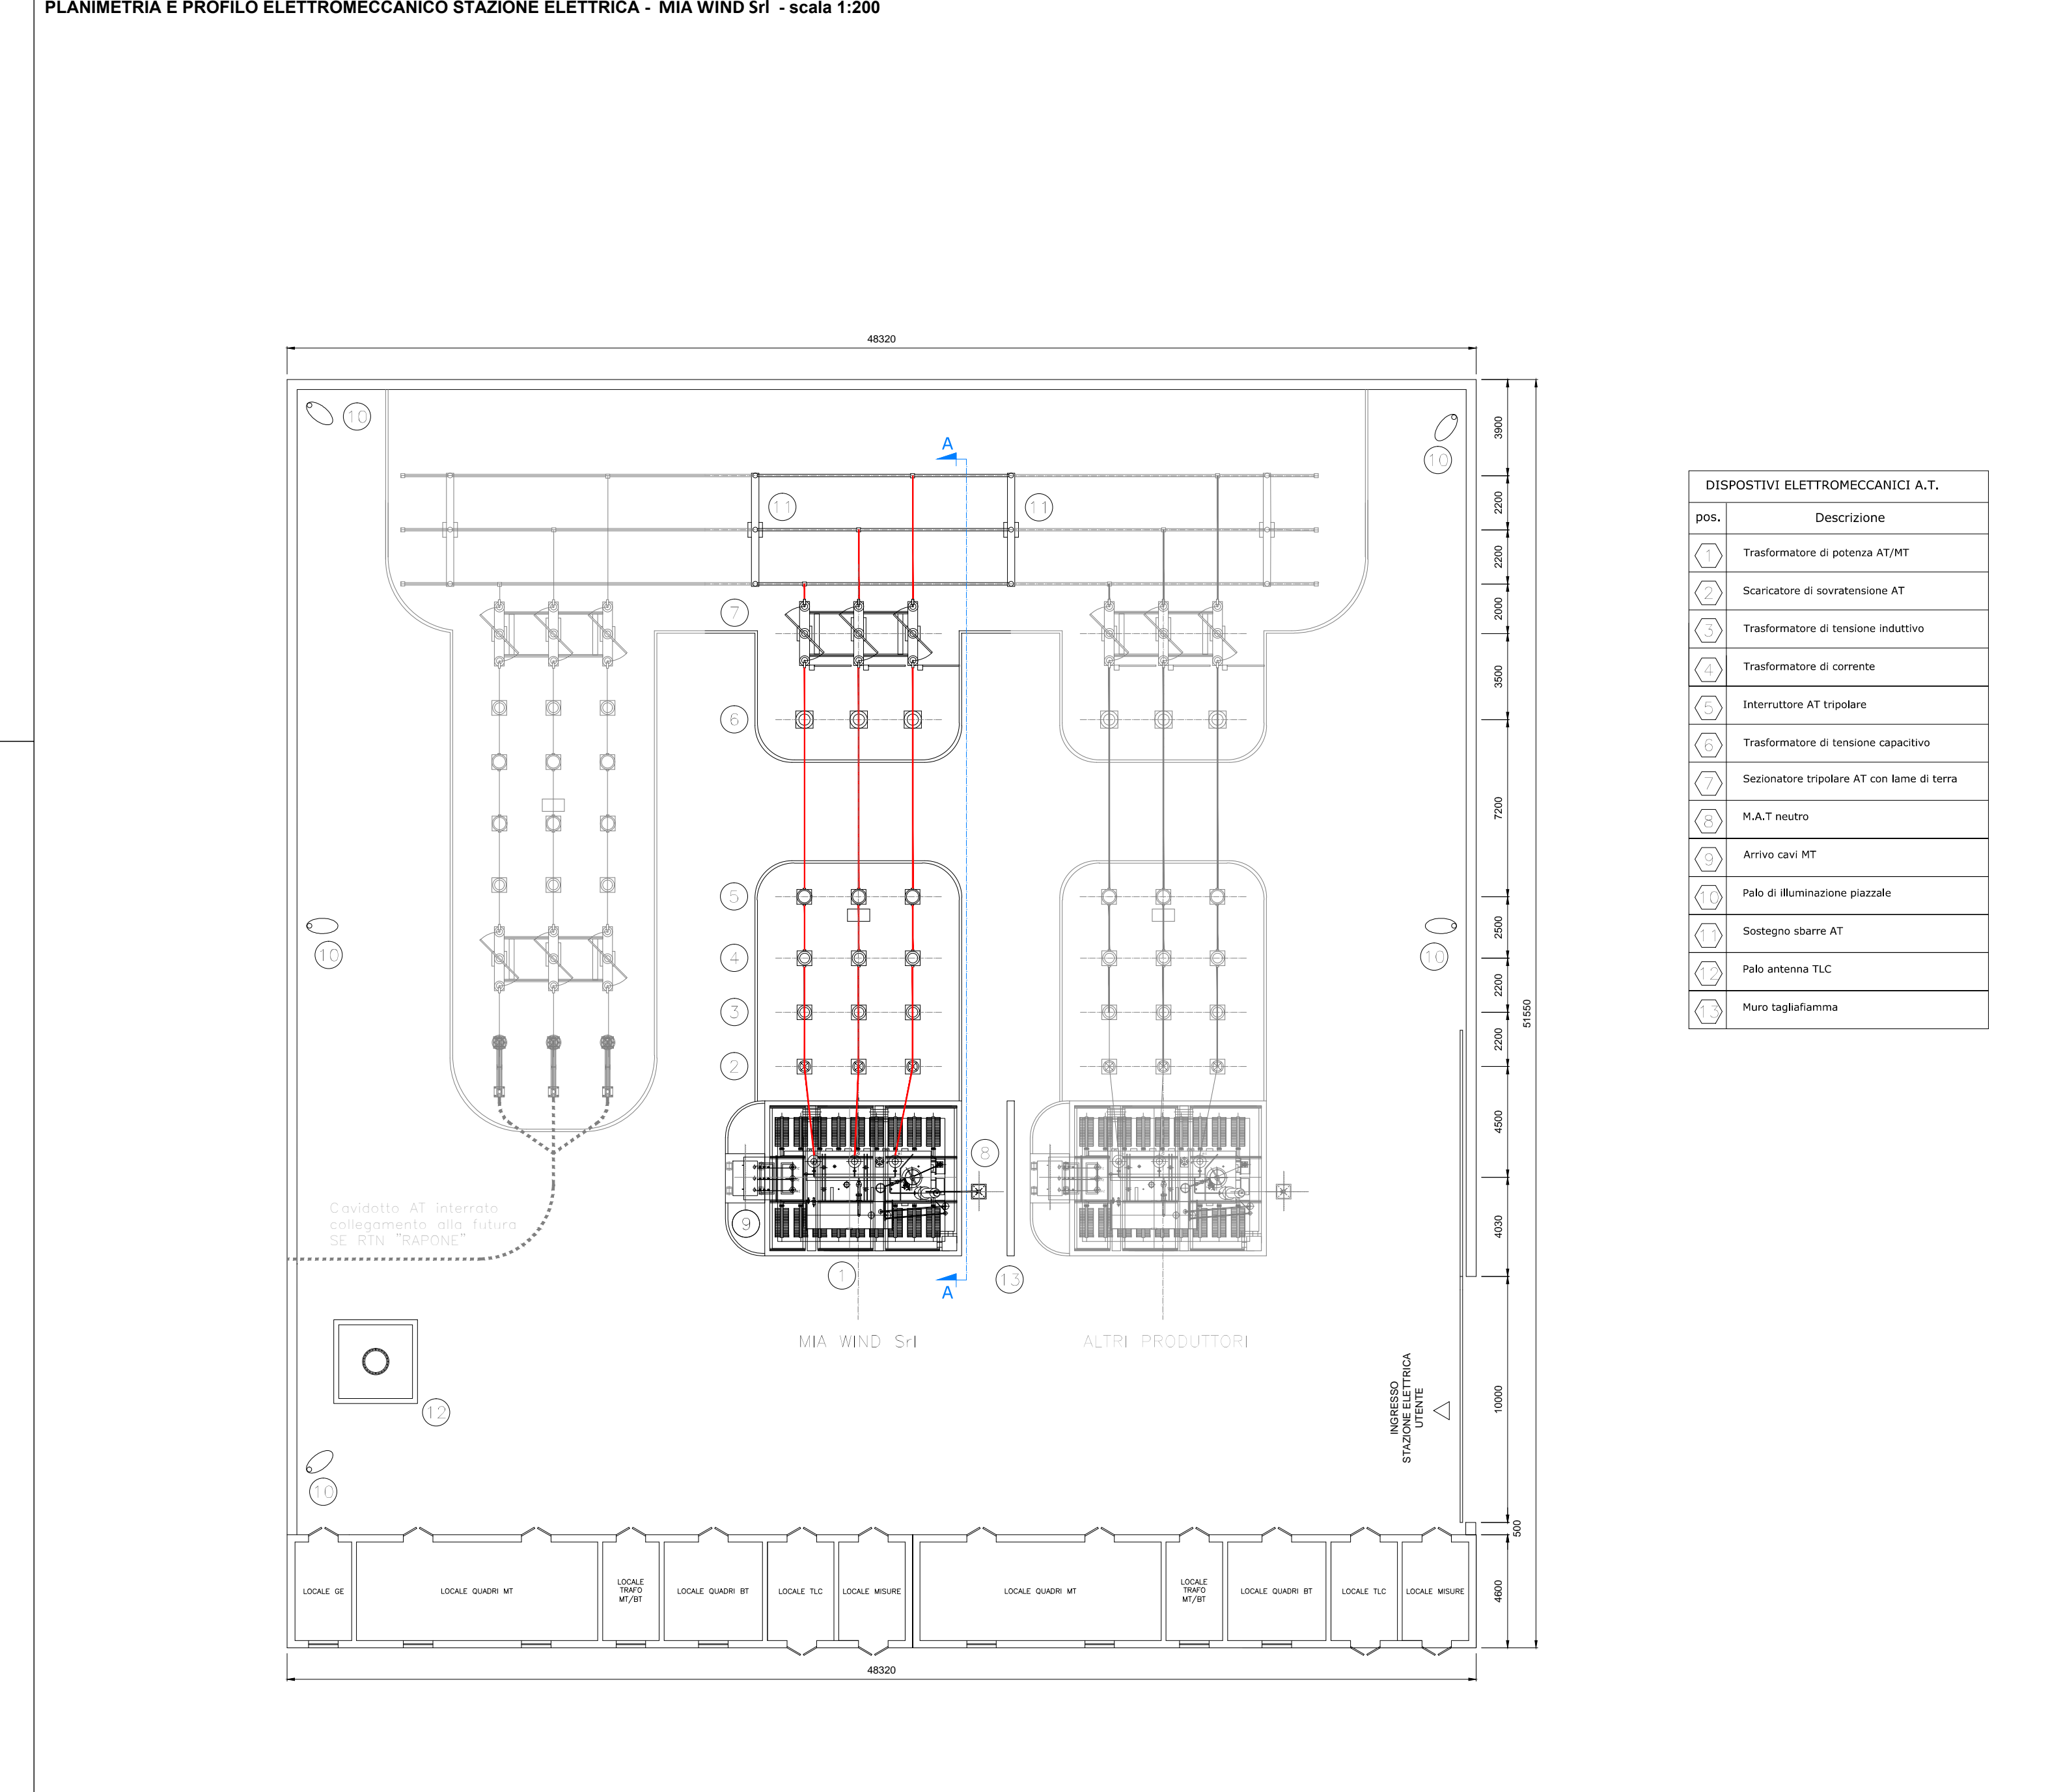 PLANIMETRIA E PROFILO ELETTROMECCANICO STAZIONE ELETTRICA - MIA WIND Srl - scala 1:200
48320
10
10
A
11
11
3900
2200
2200
2000
3500
7200
2500
2200
2200
4500
4030
10000
500
4600
51550
7
6
5
4
3
2
10
10
8
9
1
13
A
Cavidotto AT interrato
collegamento alla futura
SE RTN "RAPONE"
MIA WIND Srl
ALTRI PRODUTTORI
12
10
INGRESSO
STAZIONE ELETTRICA
UTENTE
LOCALE GE
LOCALE QUADRI MT
LOCALE
TRAFO
MT/BT
LOCALE QUADRI BT
LOCALE TLC
LOCALE MISURE
LOCALE QUADRI MT
LOCALE
TRAFO
MT/BT
LOCALE QUADRI BT
LOCALE TLC
LOCALE MISURE
48320
DISPOSTIVI ELETTROMECCANICI A.T.
pos. Descrizione
1 Trasformatore di potenza AT/MT
2 Scaricatore di sovratensione AT
3 Trasformatore di tensione induttivo
4 Trasformatore di corrente
5 Interruttore AT tripolare
6 Trasformatore di tensione capacitivo
7 Sezionatore tripolare AT con lame di terra
8 M.A.T neutro
9 Arrivo cavi MT
10 Palo di illuminazione piazzale
11 Sostegno sbarre AT
12 Palo antenna TLC
13 Muro tagliafiamma